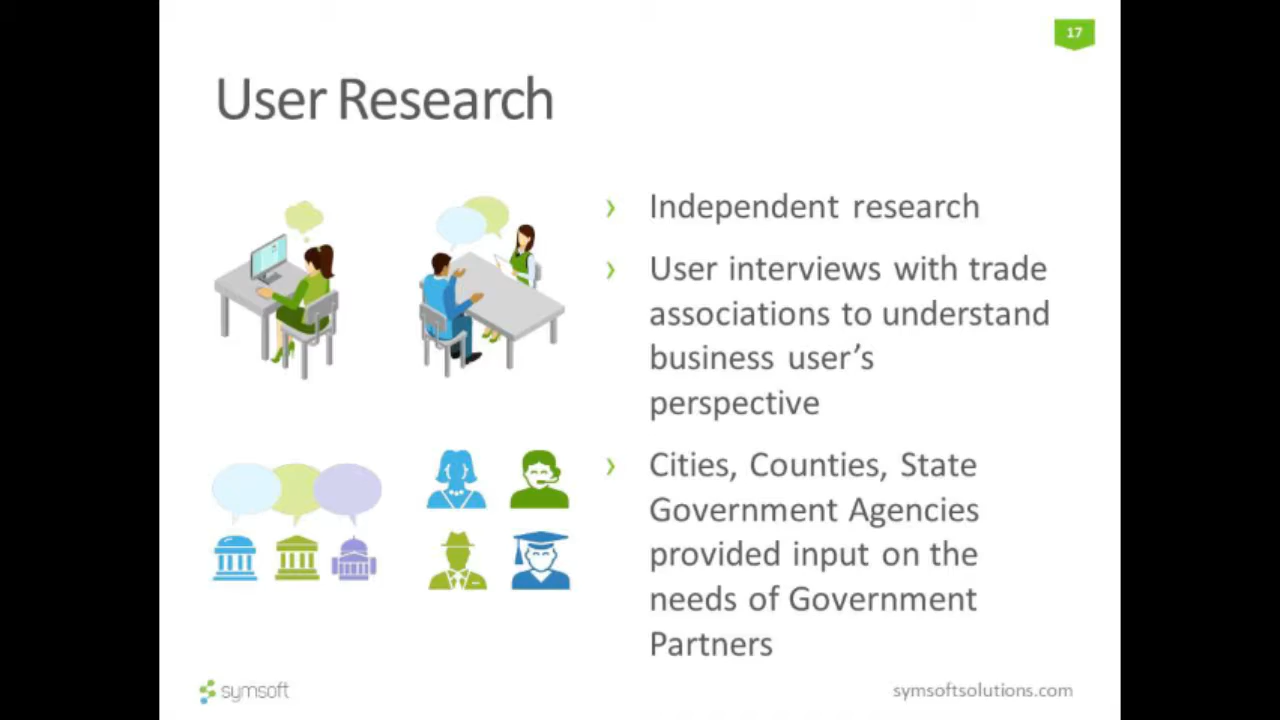 17
User Research
› Independent research
› User interviews with trade
associations to understand
business user’s
perspective
› Cities, Counties, State
Government Agencies
provided input on the
needs of Government
Partners
symsoft
symsoftsolutions.com